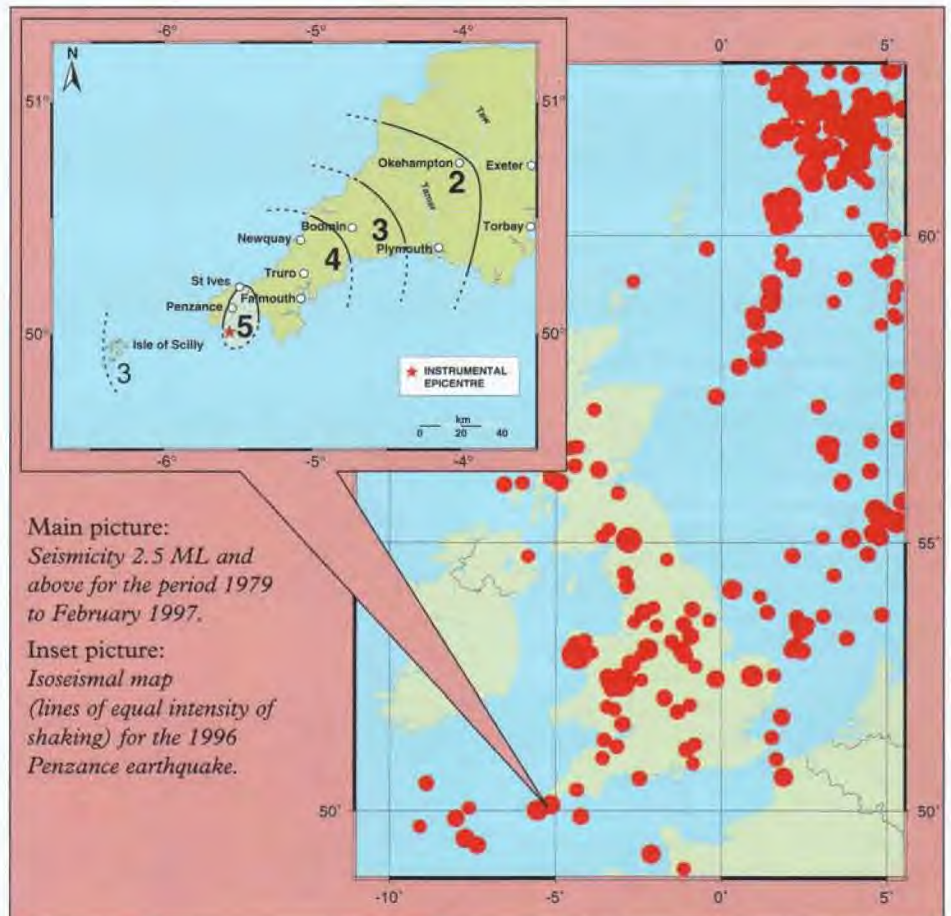 -6°
-5°
-4°
N
51°
51°
Taw
Okehampton
Exeter
2
Tamar
Bodmin
3
Torbay
Newquay
4
Plymouth
St Ives
Truro
Penzance
Falmouth
50°
5
50°
Isle of Scilly
3
INSTRUMENTAL
EPICENTRE
km
0 20 40
-6°
-5°
-4°
0°
5°
60°
55°
50°
50°
-10°
-5°
0°
5°
Main picture:
Seismicity 2.5 ML and
above for the period 1979
to February 1997.
Inset picture:
Isoseismal map
(lines of equal intensity of
shaking) for the 1996
Penzance earthquake.